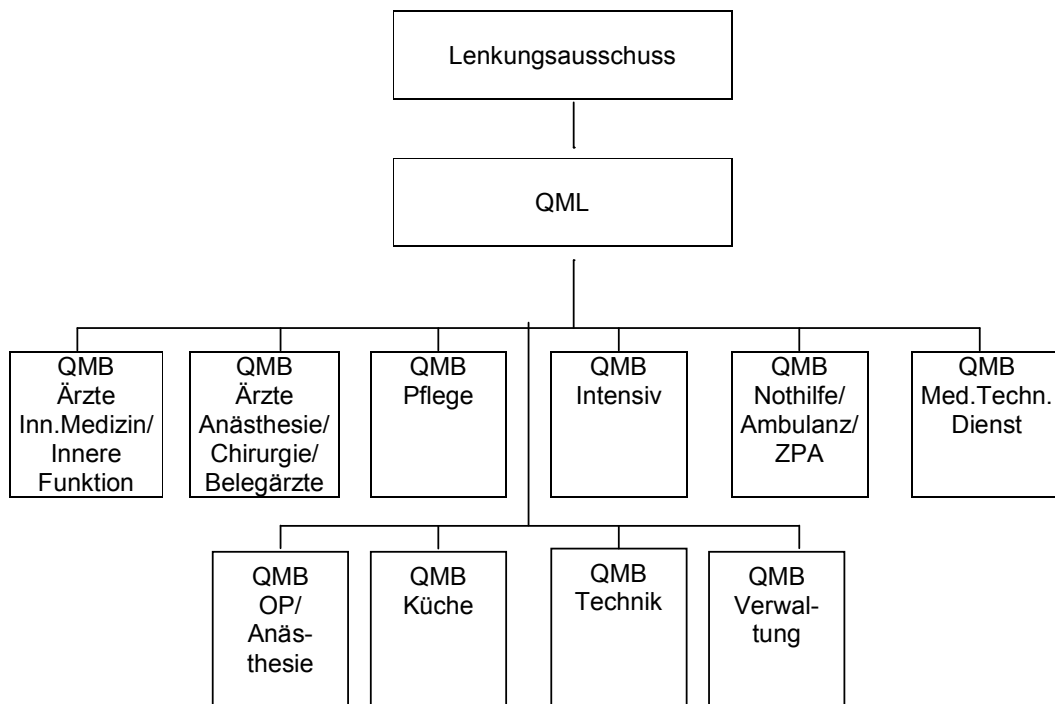 Lenkungsausschuss
QML
QMB
Ärzte
Inn.Medizin/
Innere
Funktion
QMB
Ärzte
Anästhesie/
Chirurgie/
Belegärzte
QMB
Pflege
QMB
Intensiv
QMB
Nothilfe/
Ambulanz/
ZPA
QMB
Med.Techn.
Dienst
QMB
OP/
Anäs-
thesie
QMB
Küche
QMB
Technik
QMB
Verwal-
tung